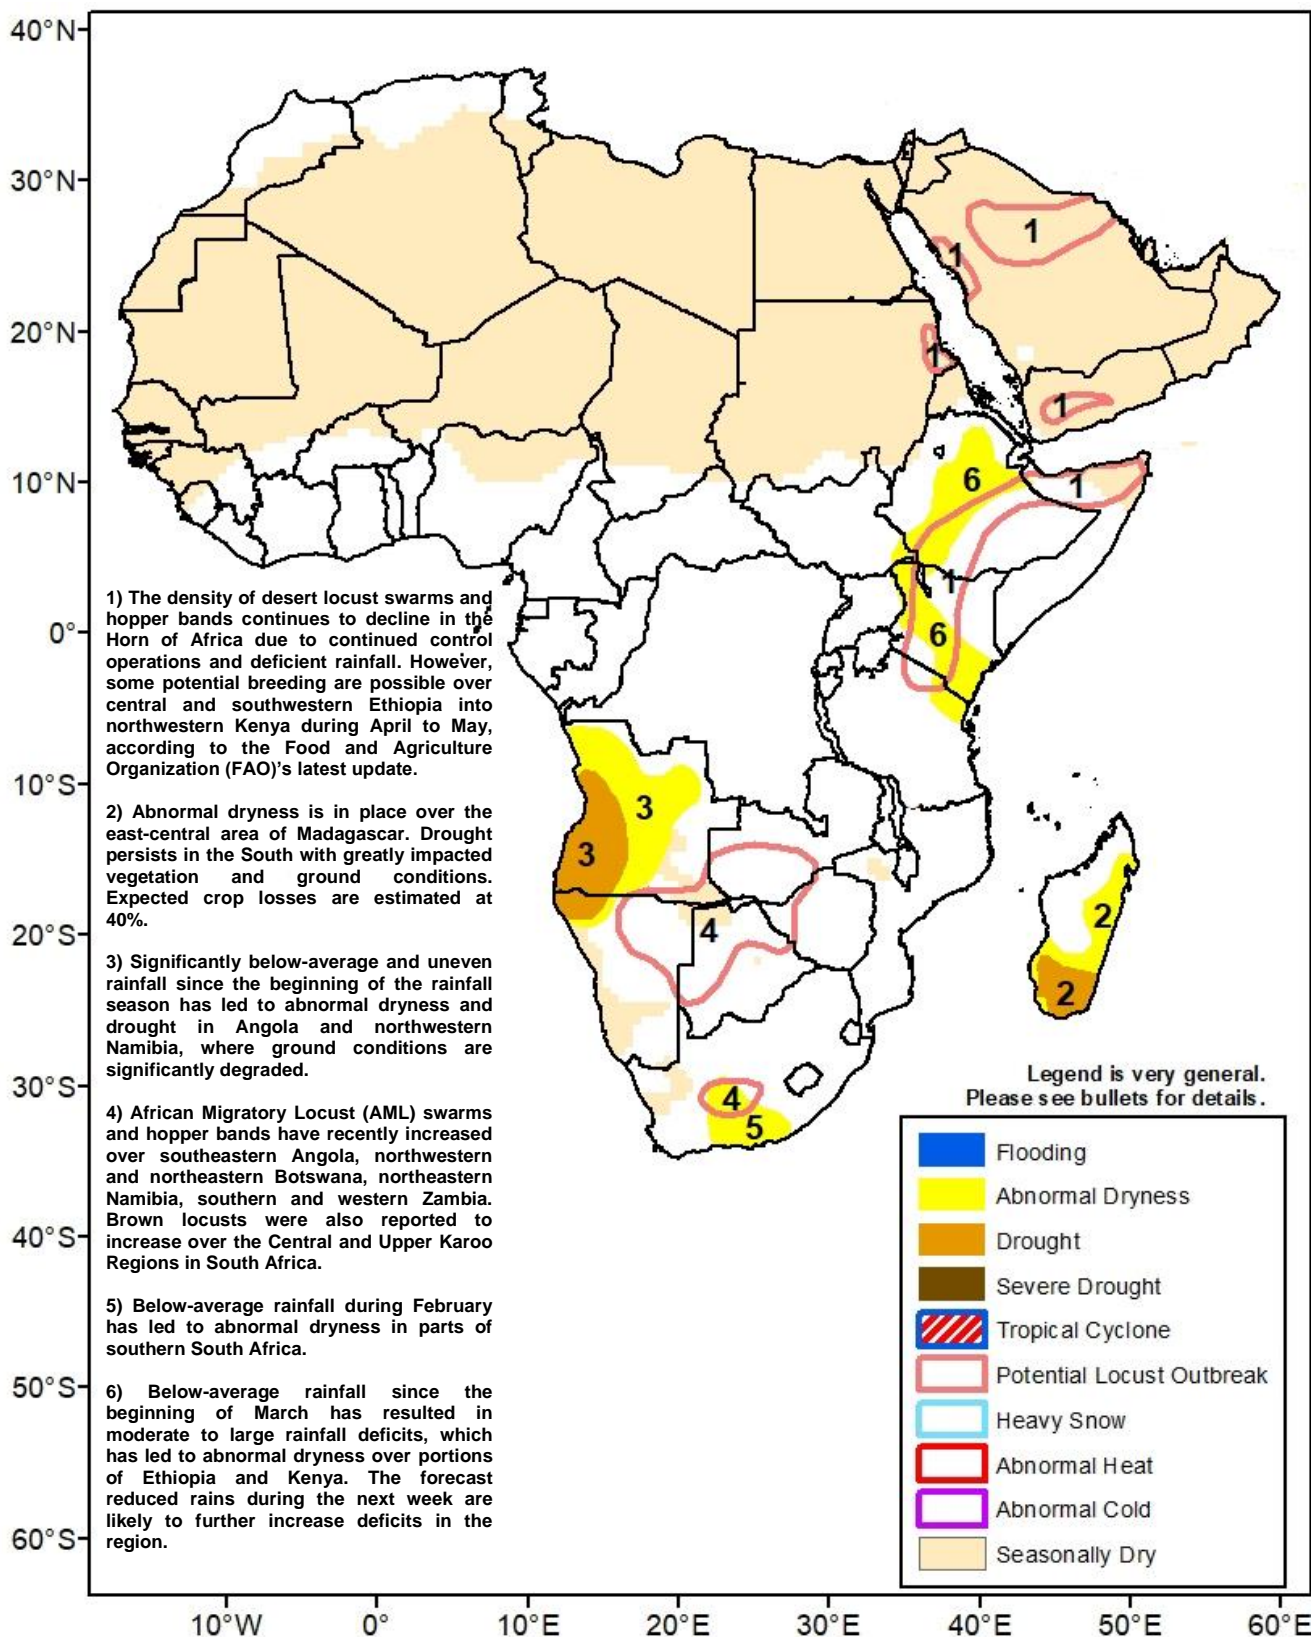 40°N
30°N
20°N
10°N
0°
10°S
20°S
30°S
40°S
50°S
60°S
1
1
1
1
1
1
6
6
3
3
4
2
2
4
5
1) The density of desert locust swarms and
hopper bands continues to decline in the
Horn of Africa due to continued control
operations and deficient rainfall. However,
some potential breeding are possible over
central and southwestern Ethiopia into
northwestern Kenya during April to May,
according to the Food and Agriculture
Organization (FAO)'s latest update.
2) Abnormal dryness is in place over the
east-central area of Madagascar. Drought
persists in the South with greatly impacted
vegetation and ground conditions.
Expected crop losses are estimated at
40%.
3) Significantly below-average and uneven
rainfall since the beginning of the rainfall
season has led to abnormal dryness and
drought in Angola and northwestern
Namibia, where ground conditions are
significantly degraded.
4) African Migratory Locust (AML) swarms
and hopper bands have recently increased
over southeastern Angola, northwestern
and northeastern Botswana, northeastern
Namibia, southern and western Zambia.
Brown locusts were also reported to
increase over the Central and Upper Karoo
Regions in South Africa.
5) Below-average rainfall during February
has led to abnormal dryness in parts of
southern South Africa.
6) Below-average rainfall since the
beginning of March has resulted in
moderate to large rainfall deficits, which
has led to abnormal dryness over portions
of Ethiopia and Kenya. The forecast
reduced rains during the next week are
likely to further increase deficits in the
region.
Legend is very general.
Please see bullets for details.
Flooding
Abnormal Dryness
Drought
Severe Drought
Tropical Cyclone
Potential Locust Outbreak
Heavy Snow
Abnormal Heat
Abnormal Cold
Seasonally Dry
10°W
0°
10°E
20°E
30°E
40°E
50°E
60°E